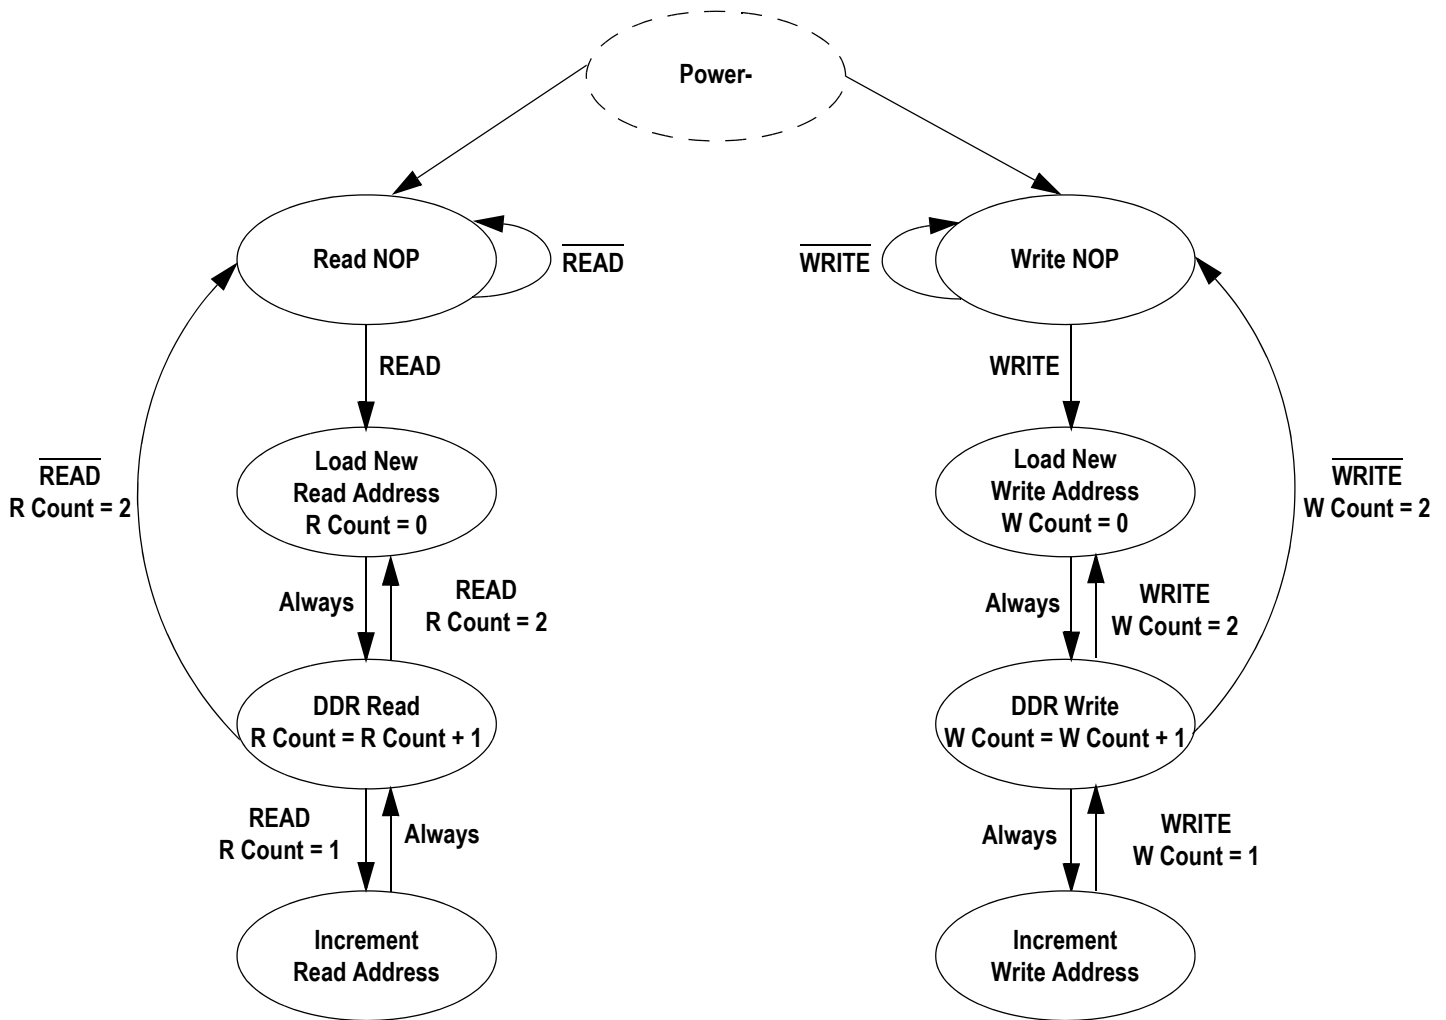 Power-
Read NOP
READ
READ
READ
R Count = 2
Load New
Read Address
R Count = 0
Always
READ
R Count = 2
DDR Read
R Count = R Count + 1
READ
R Count = 1
Always
Increment
Read Address
WRITE
Write NOP
WRITE
Load New
Write Address
W Count = 0
WRITE
W Count = 2
Always
WRITE
W Count = 2
DDR Write
W Count = W Count + 1
Always
WRITE
W Count = 1
Increment
Write Address